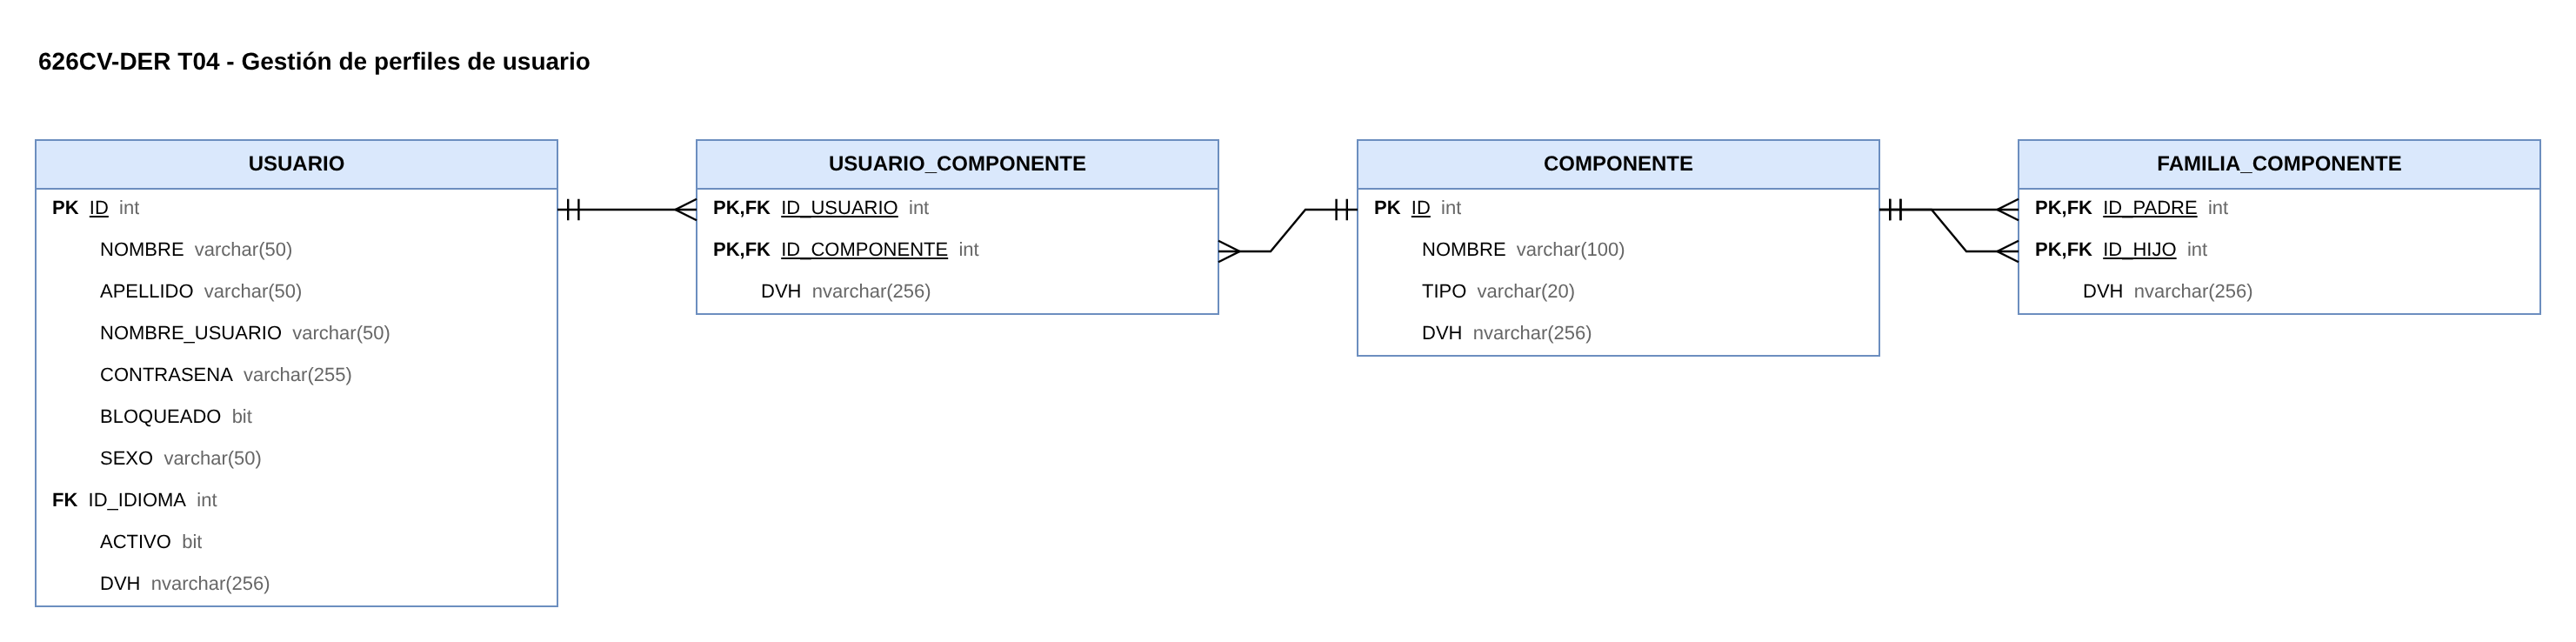 626CV-DER T04 - Gestión de perfiles de usuario
USUARIO
PK ID int
NOMBRE varchar(50)
APELLIDO varchar(50)
NOMBRE_USUARIO varchar(50)
CONTRASENA varchar(255)
BLOQUEADO bit
SEXO varchar(50)
FK ID_IDIOMA int
ACTIVO bit
DVH nvarchar(256)
USUARIO_COMPONENTE
PK,FK ID_USUARIO int
PK,FK ID_COMPONENTE int
DVH nvarchar(256)
COMPONENTE
PK ID int
NOMBRE varchar(100)
TIPO varchar(20)
DVH nvarchar(256)
FAMILIA_COMPONENTE
PK,FK ID_PADRE int
PK,FK ID_HIJO int
DVH nvarchar(256)